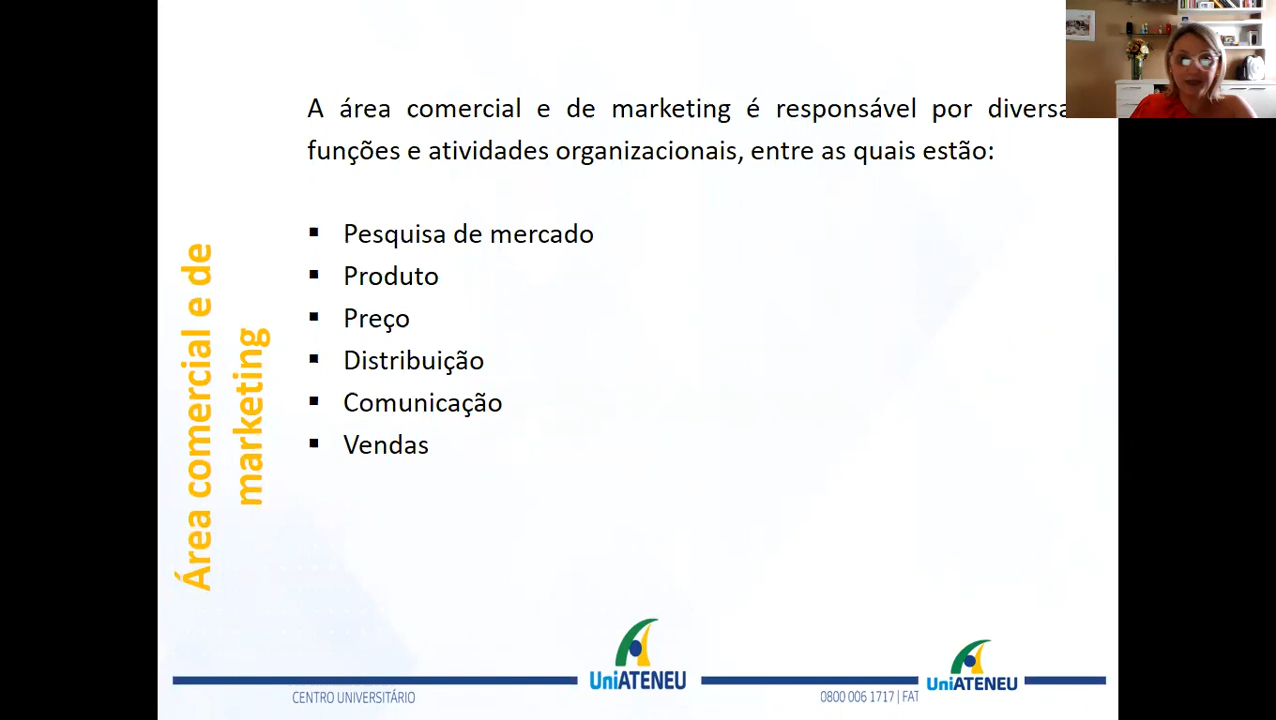 A área comercial e de marketing é responsável por
funções e atividades organizacionais, entre as quais estão:
▪ Pesquisa de mercado
▪ Produto
▪ Preço
▪ Distribuição
▪ Comunicação
▪ Vendas
Área comercial e de
marketing
UniATENEU
UniATENEU
CENTRO UNIVERSITÁRIO
0800 006 1717 | FAT